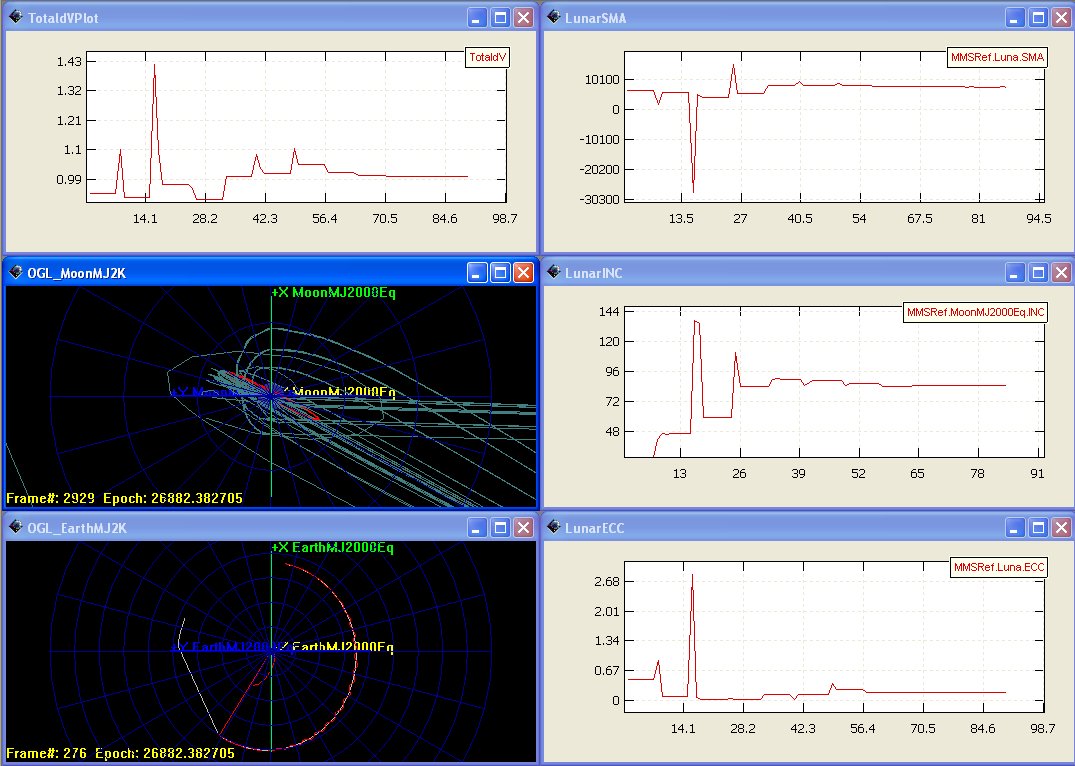 TotaldVPlot
TotaldV
1.43
1.32
1.21
1.1
0.99
14.1 28.2 42.3 56.4 70.5 84.6 98.7
LunarSMA
MMSRef.Luna.SMA
10100
0
-10100
-20200
-30300
13.5 27 40.5 54 67.5 81 94.5
OGL_MoonMJ2K
+X MoonMJ2000Eq
MoonMJ2000Eq
Frame#: 2929 Epoch: 26882.382705
LunarINC
MMSRef.MoonMJ2000Eq.INC
144
120
96
72
48
13 26 39 52 65 78 91
OGL_EarthMJ2K
+X EarthMJ2000Eq
EarthMJ2000Eq
Frame#: 276 Epoch: 26882.382705
LunarECC
MMSRef.Luna.ECC
2.68
2.01
1.34
0.67
0
14.1 28.2 42.3 56.4 70.5 84.6 98.7